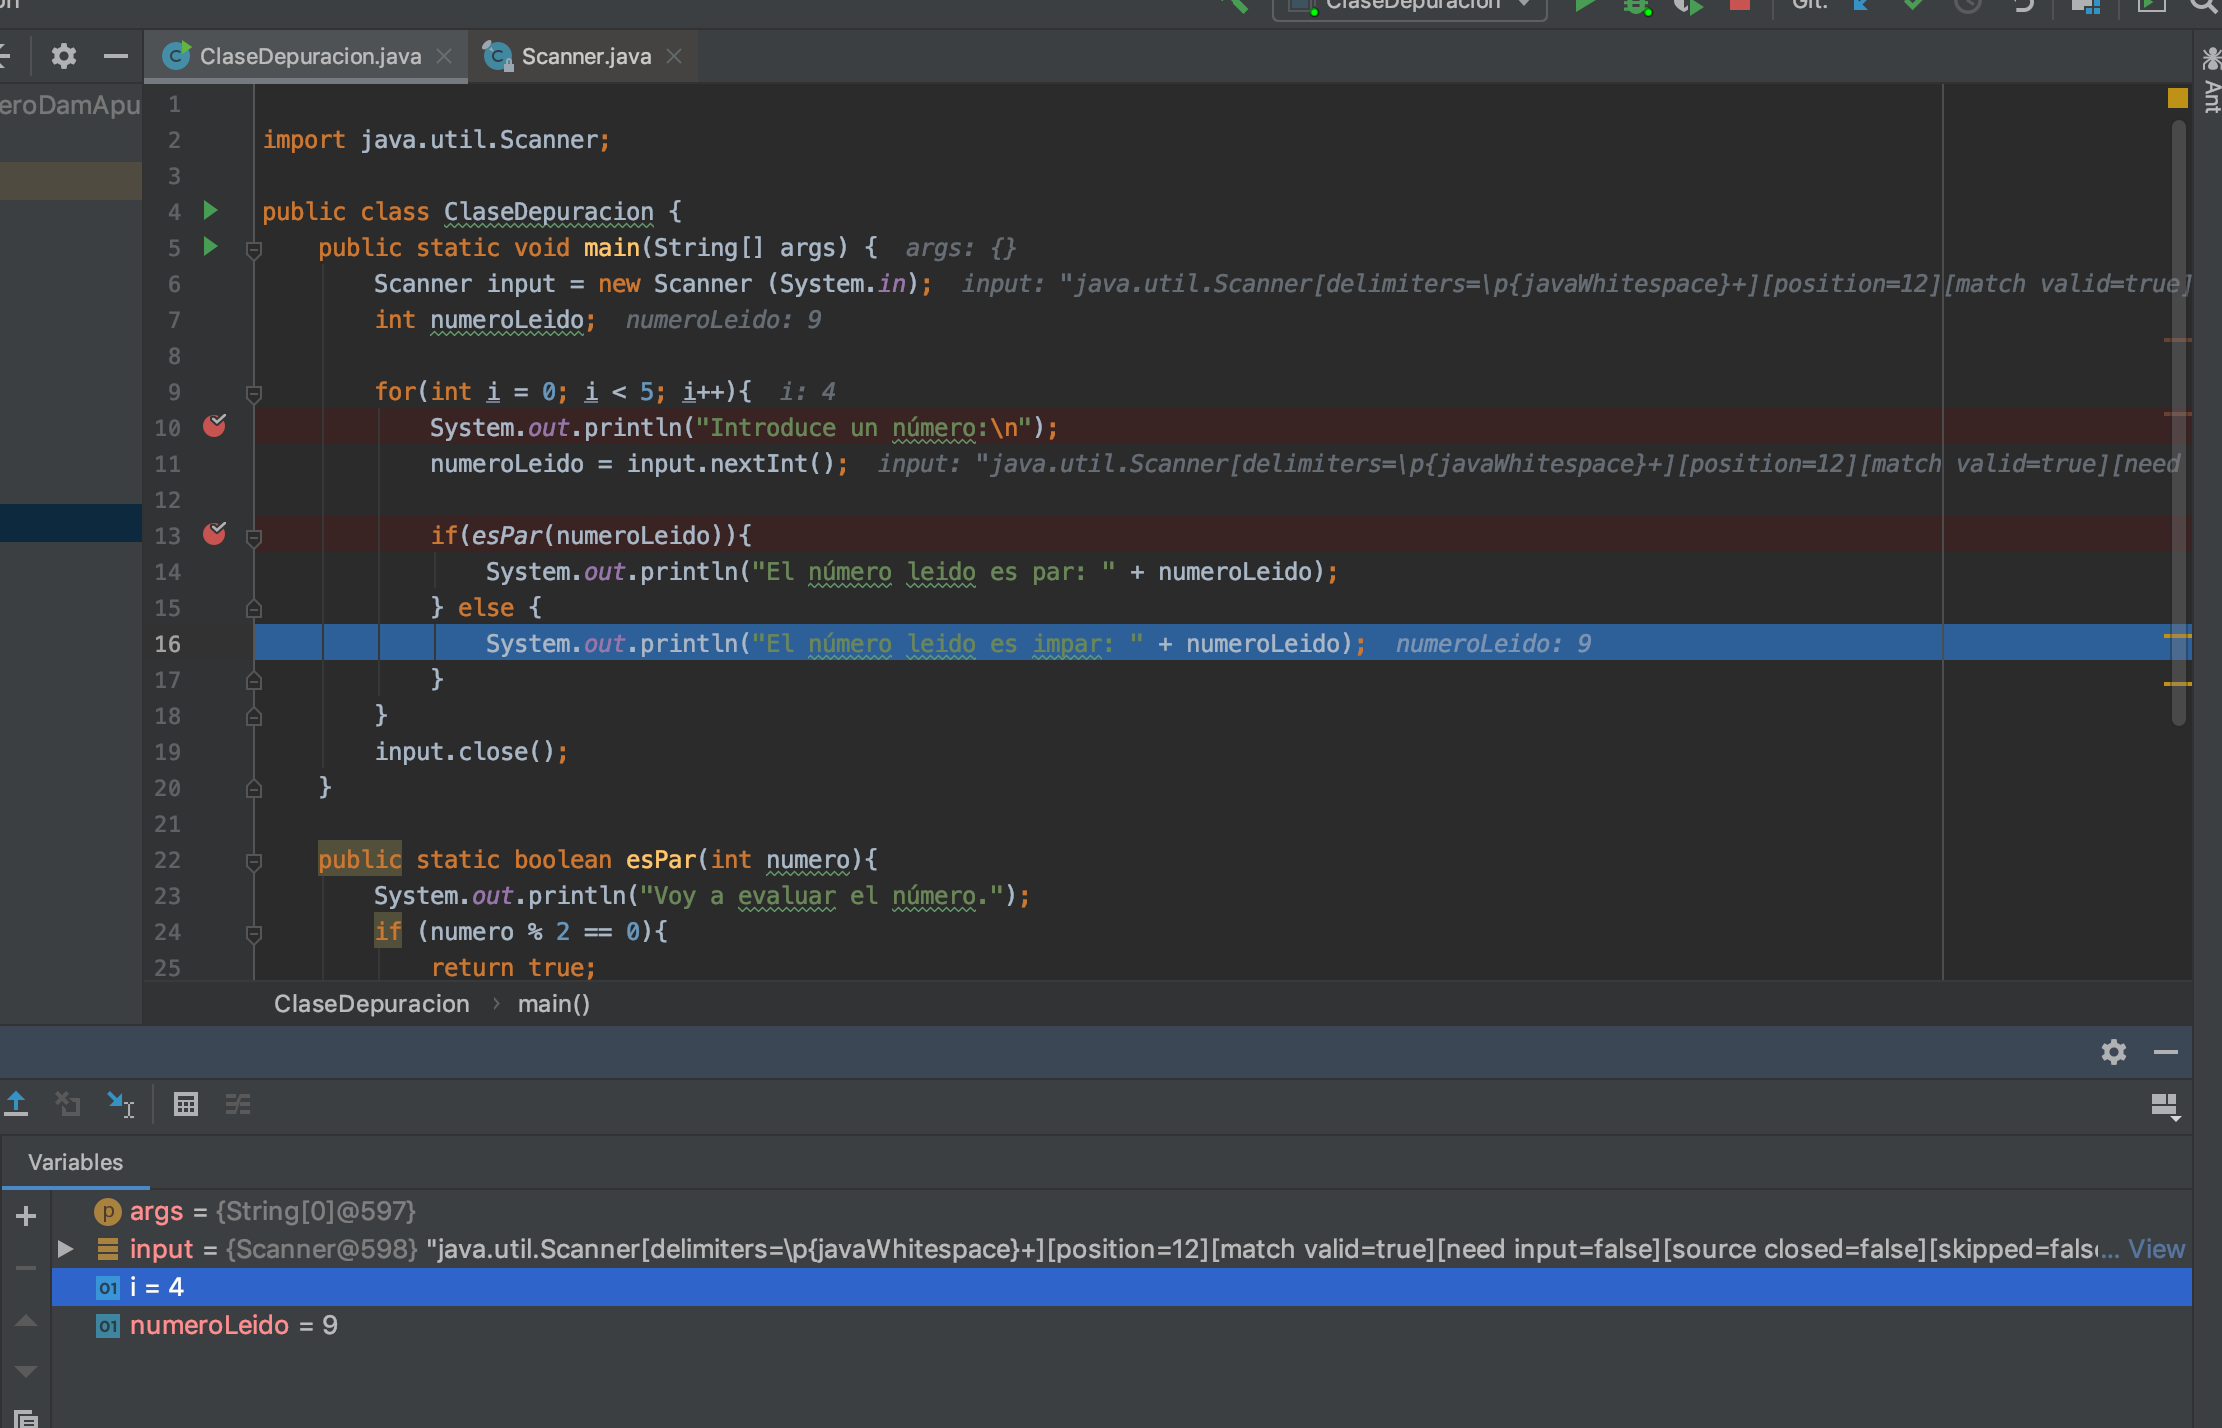 ClaseDepuracion
Git:
ClaseDepuracion.java
Scanner.java
Ant
eroDamApu
1
2 import java.util.Scanner;
3
4 public class ClaseDepuracion {
5 public static void main(String[] args) { args: {}
6 Scanner input = new Scanner (System.in); input: "java.util.Scanner[delimiters=\p{javaWhitespace}+][position=12][match valid=true]
7 int numeroLeido; numeroLeido: 9
8
9 for(int i = 0; i < 5; i++){ i: 4
10 System.out.println("Introduce un número:\n");
11 numeroLeido = input.nextInt(); input: "java.util.Scanner[delimiters=\p{javaWhitespace}+][position=12][match valid=true][need
12
13 if(esPar(numeroLeido)){
14 System.out.println("El número leido es par: " + numeroLeido);
15 } else {
16 System.out.println("El número leido es impar: " + numeroLeido); numeroLeido: 9
17 }
18 }
19 input.close();
20 }
21
22 public static boolean esPar(int numero){
23 System.out.println("Voy a evaluar el número.");
24 if (numero % 2 == 0){
25 return true;
ClaseDepuracion › main()
Variables
args = {String[0]@597}
input = {Scanner@598} "java.util.Scanner[delimiters=\p{javaWhitespace}+][position=12][match valid=true][need input=false][source closed=false][skipped=fals... View
i = 4
numeroLeido = 9